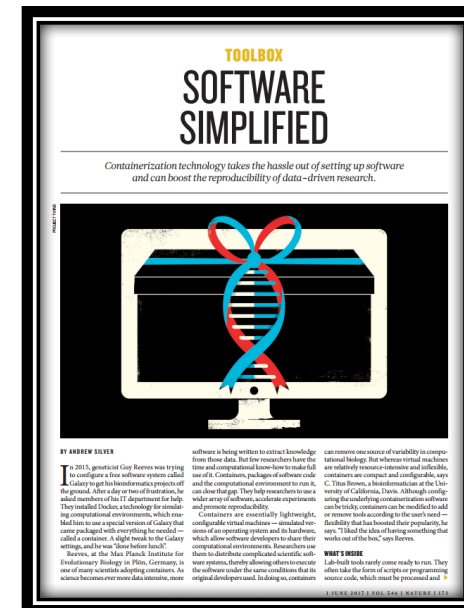 TOOLBOX
SOFTWARE
SIMPLIFIED
Containerization technology takes the hassle out of setting up software
and can boost the reproducibility of data-driven research.
PROJECT TWINS
BY ANDREW SILVER
In 2015, geneticist Guy Reeves was trying
to configure a free software system called
Galaxy to get his bioinformatics projects off
the ground. After a day or two of frustration, he
asked members of his IT department for help.
They installed Docker, a technology for simulat-
ing computational environments, which ena-
bled him to use a special version of Galaxy that
came packaged with everything he needed —
called a container. A slight tweak to the Galaxy
settings, and he was “done before lunch”.
Reeves, at the Max Planck Institute for
Evolutionary Biology in Plön, Germany, is
one of many scientists adopting containers. As
science becomes ever more data intensive, more
software is being written to extract knowledge
from those data. But few researchers have the
time and computational know-how to make full
use of it. Containers, packages of software code
and the computational environment to run it,
can close that gap. They help researchers to use a
wider array of software, accelerate experiments
and promote reproducibility.
Containers are essentially lightweight,
configurable virtual machines — simulated ver-
sions of an operating system and its hardware,
which allow software developers to share their
computational environments. Researchers use
them to distribute complicated scientific soft-
ware systems, thereby allowing others to execute
the software under the same conditions that its
original developers used. In doing so, containers
can remove one source of variability in compu-
tational biology. But whereas virtual machines
are relatively resource-intensive and inflexible,
containers are compact and configurable, says
C. Titus Brown, a bioinformatician at the Uni-
versity of California, Davis. Although config-
uring the underlying containerization software
can be tricky, containers can be modified to add
or remove tools according to the user's need —
flexibility that has boosted their popularity, he
says. “I liked the idea of having something that
works out of the box,” says Reeves.
WHAT'S INSIDE
Lab-built tools rarely come ready to run. They
often take the form of scripts or programming
source code, which must be processed and
1 JUNE 2017 | VOL 546 | NATURE | 173